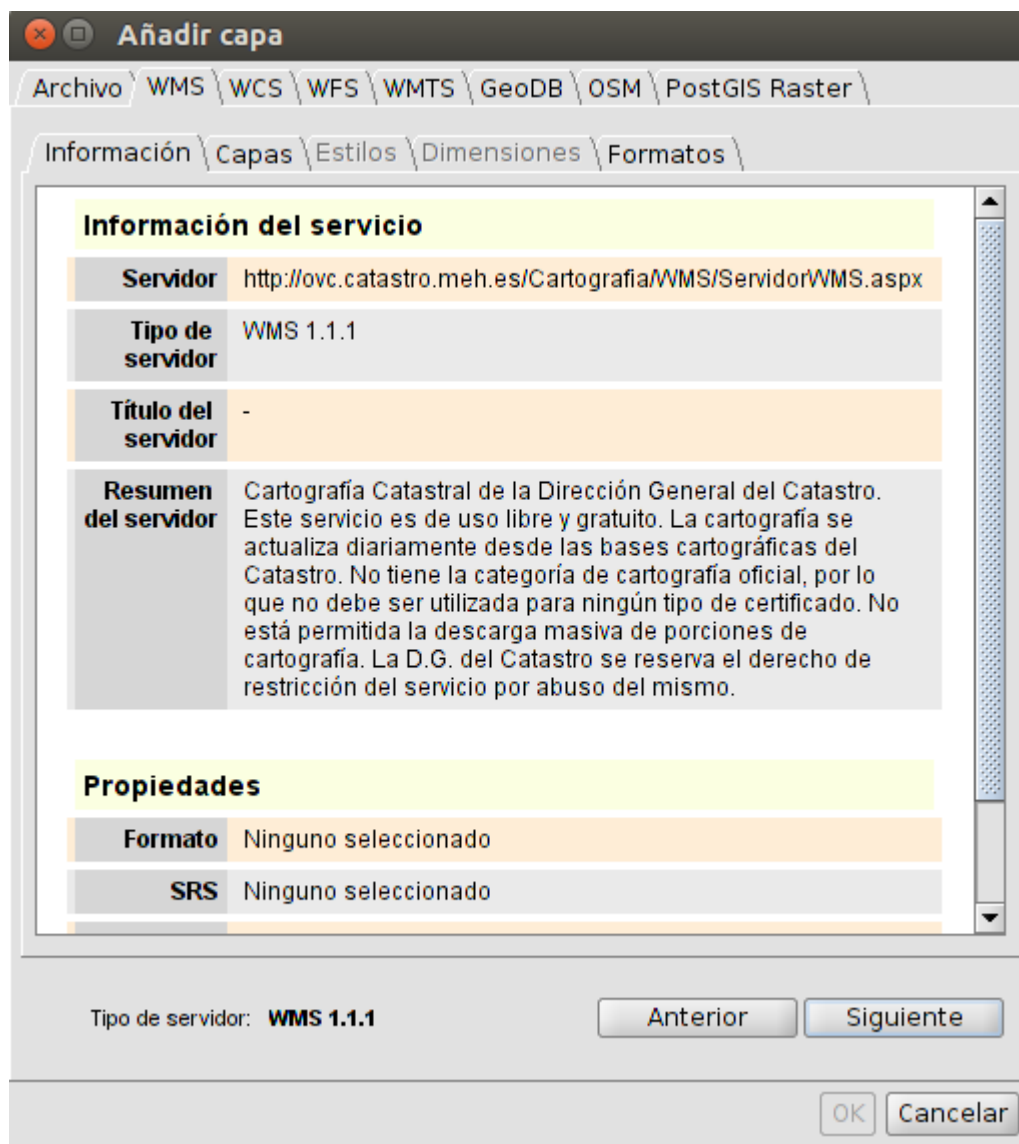 Añadir capa
Archivo WMS WCS WFS WMTS GeoDB OSM PostGIS Raster
Información Capas Estilos Dimensiones Formatos
Información del servicio
Servidor http://ovc.catastro.meh.es/Cartografia/WMS/ServidorWMS.aspx
Tipo de servidor WMS 1.1.1
Título del servidor -
Resumen del servidor Cartografía Catastral de la Dirección General del Catastro.
Este servicio es de uso libre y gratuito. La cartografía se
actualiza diariamente desde las bases cartográficas del
Catastro. No tiene la categoría de cartografía oficial, por lo
que no debe ser utilizada para ningún tipo de certificado. No
está permitida la descarga masiva de porciones de
cartografía. La D.G. del Catastro se reserva el derecho de
restricción del servicio por abuso del mismo.
Propiedades
Formato Ninguno seleccionado
SRS Ninguno seleccionado
Tipo de servidor: WMS 1.1.1
Anterior Siguiente
OK Cancelar